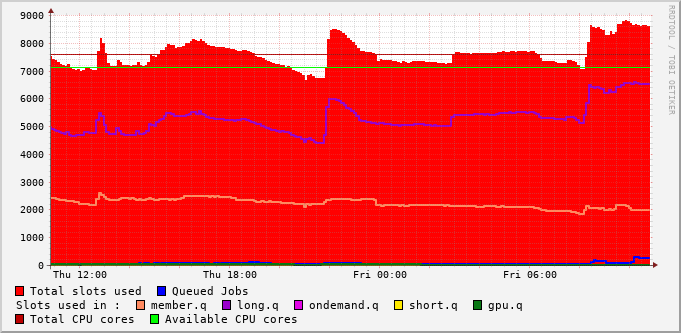 9000
8000
7000
6000
5000
4000
3000
2000
1000
0
Thu 12:00 Thu 18:00 Fri 00:00 Fri 06:00
RRDTOOL / TOBI OETIKER
Total slots used Queued Jobs
Slots used in : member.q long.q ondemand.q short.q gpu.q
Total CPU cores Available CPU cores